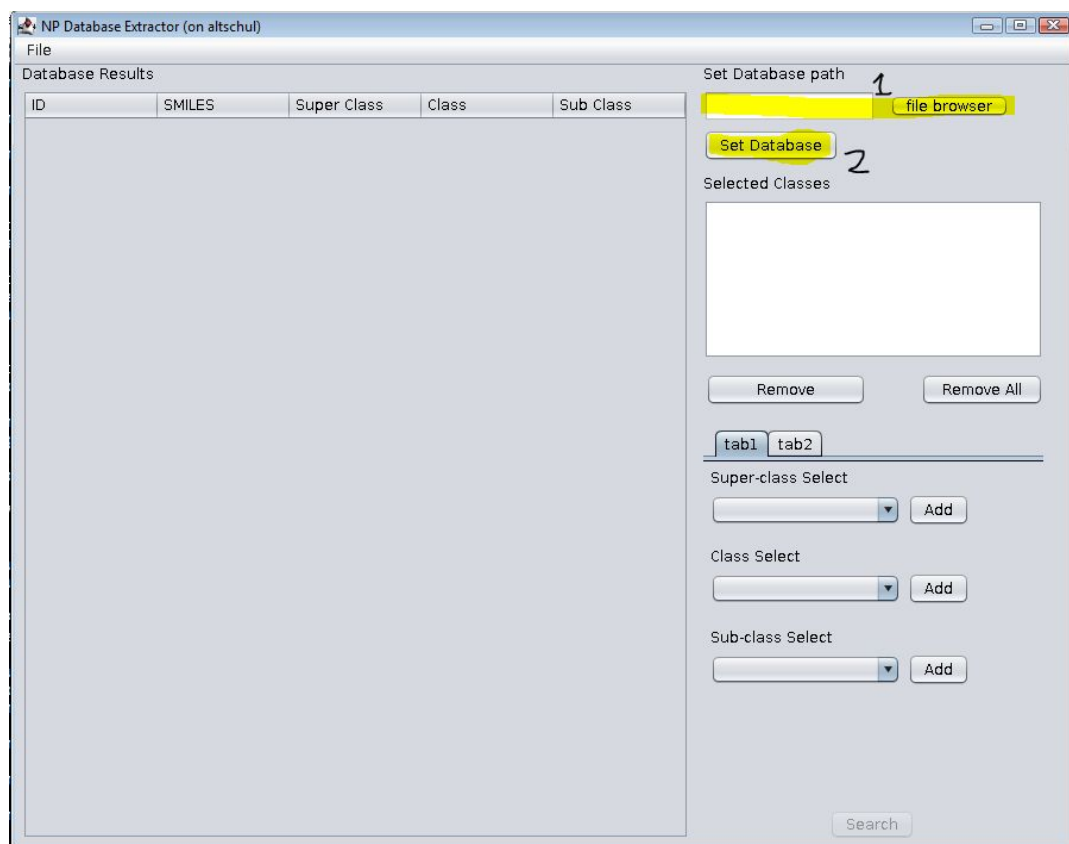 NP Database Extractor (on altschul)
File
Database Results
ID SMILES Super Class Class Sub Class
Set Database path
1
file browser
Set Database
2
Selected Classes
Remove Remove All
tab1 tab2
Super-class Select
Add
Class Select
Add
Sub-class Select
Add
Search